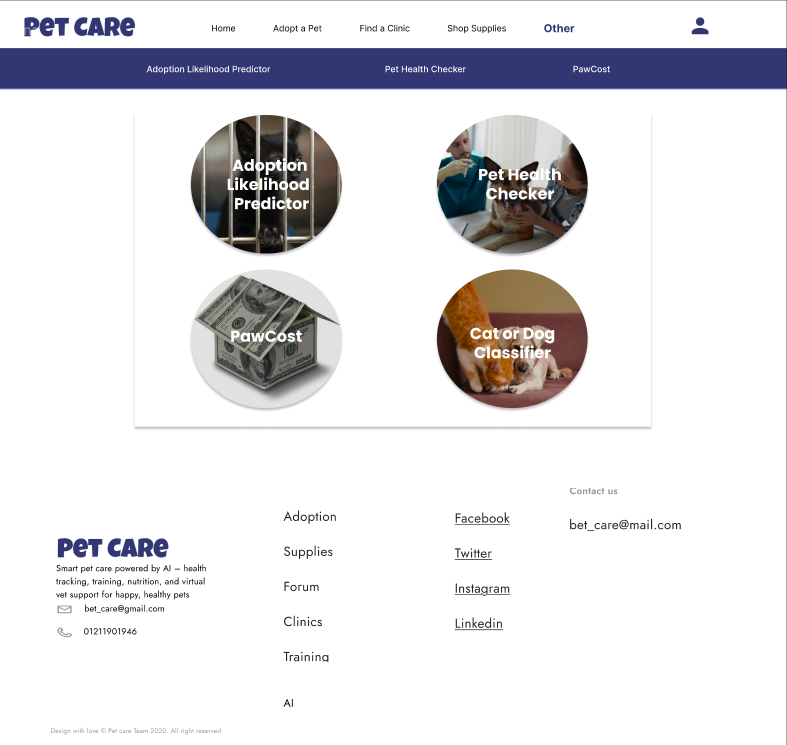 Pet Care
Home
Adopt a Pet
Find a Clinic
Shop Supplies
Other
Adoption Likelihood Predictor
Pet Health Checker
PawCost
Adoption
Likelihood
Predictor
Pet Health
Checker
PawCost
Cat or Dog
Classifier
Pet Care
Smart pet care powered by AI – health
tracking, training, nutrition, and virtual
vet support for happy, healthy pets
bet_care@gmail.com
01211901946
Adoption
Supplies
Forum
Clinics
Training
AI
Facebook
Twitter
Instagram
Linkedin
Contact us
bet_care@mail.com
Design with love © Pet care Team 2020. All right reserved